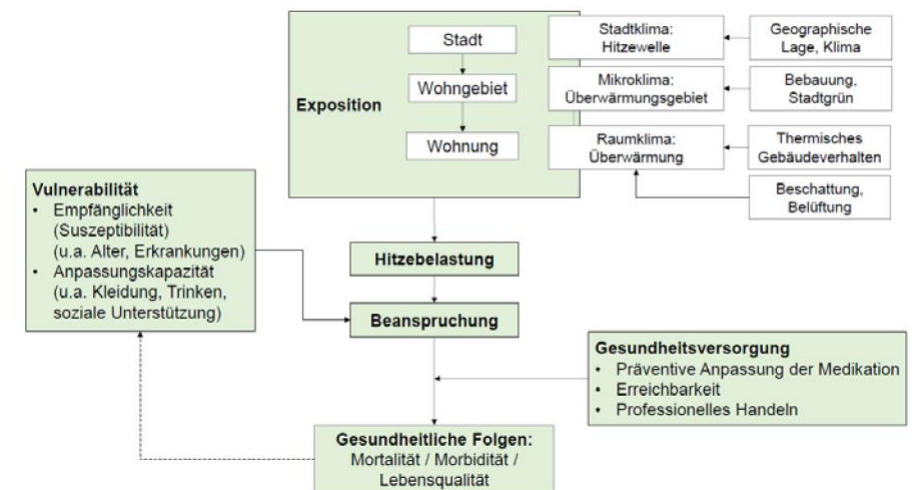 Exposition
Stadt
Wohngebiet
Wohnung
Stadtklima:
Hitzewelle
Geographische
Lage, Klima
Mikroklima:
Überwärmungsgebiet
Bebauung,
Stadtgrün
Raumklima:
Überwärmung
Thermisches
Gebäudeverhalten
Beschattung,
Belüftung
Vulnerabilität
• Empfänglichkeit
(Suszeptibilität)
(u.a. Alter, Erkrankungen)
• Anpassungskapazität
(u.a. Kleidung, Trinken,
soziale Unterstützung)
Hitzebelastung
Beanspruchung
Gesundheitsversorgung
• Präventive Anpassung der Medikation
• Erreichbarkeit
• Professionelles Handeln
Gesundheitliche Folgen:
Mortalität / Morbidität /
Lebensqualität